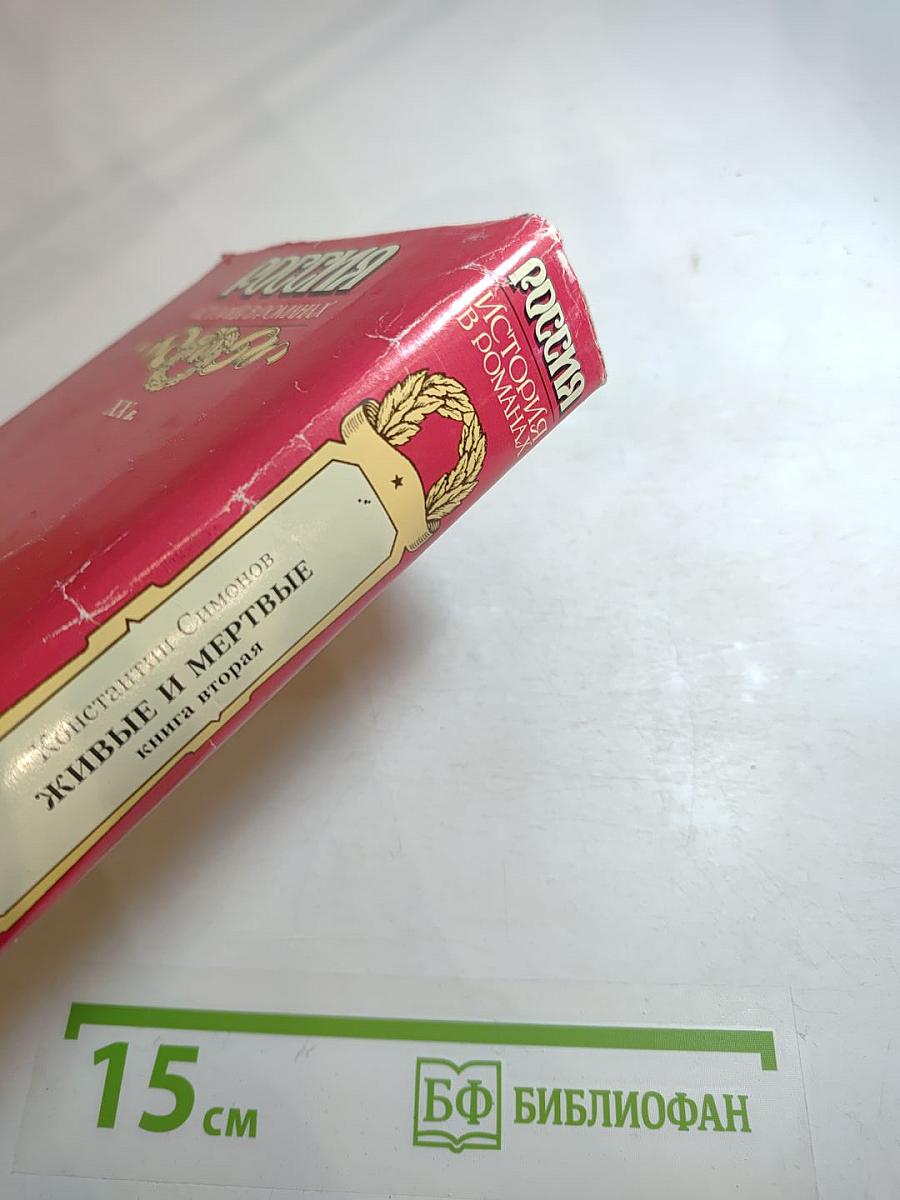 РОССИЯ
РОССИЯ
ИСТОРИЯ
В РОМАНАХ
Константин Симонов
ЖИВЫЕ И МЕРТВЫЕ
книга вторая
15 см
БФ БИБЛИОФАН